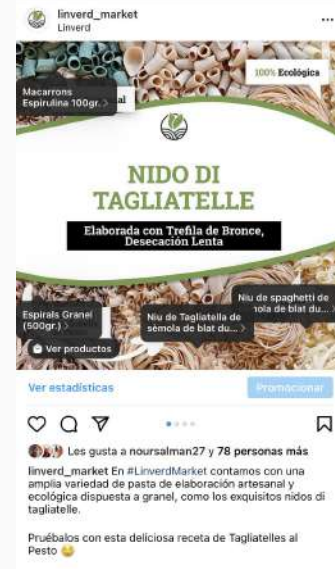 linverd_market
Linverd
100% Ecológica
Macarrons
Espirulina 100gr. >
al
NIDO DI
TAGLIATELLE
Elaborada con Trefila de Bronce,
Desecación Lenta
Espirals Granel
(500gr.) >
Niu de Tagliatella de
sèmola de blat du... >
Niu de spaghetti de
nola de blat du... >
Ver productos
Ver estadísticas
Promocionar
Les gusta a noursalman27 y 78 personas más
linverd_market En #LinverdMarket contamos con una
amplia variedad de pasta de elaboración artesanal y
ecológica dispuesta a granel, como los exquisitos nidos di
tagliatelle.
Pruébalos con esta deliciosa receta de Tagliatelles al
Pesto 😄